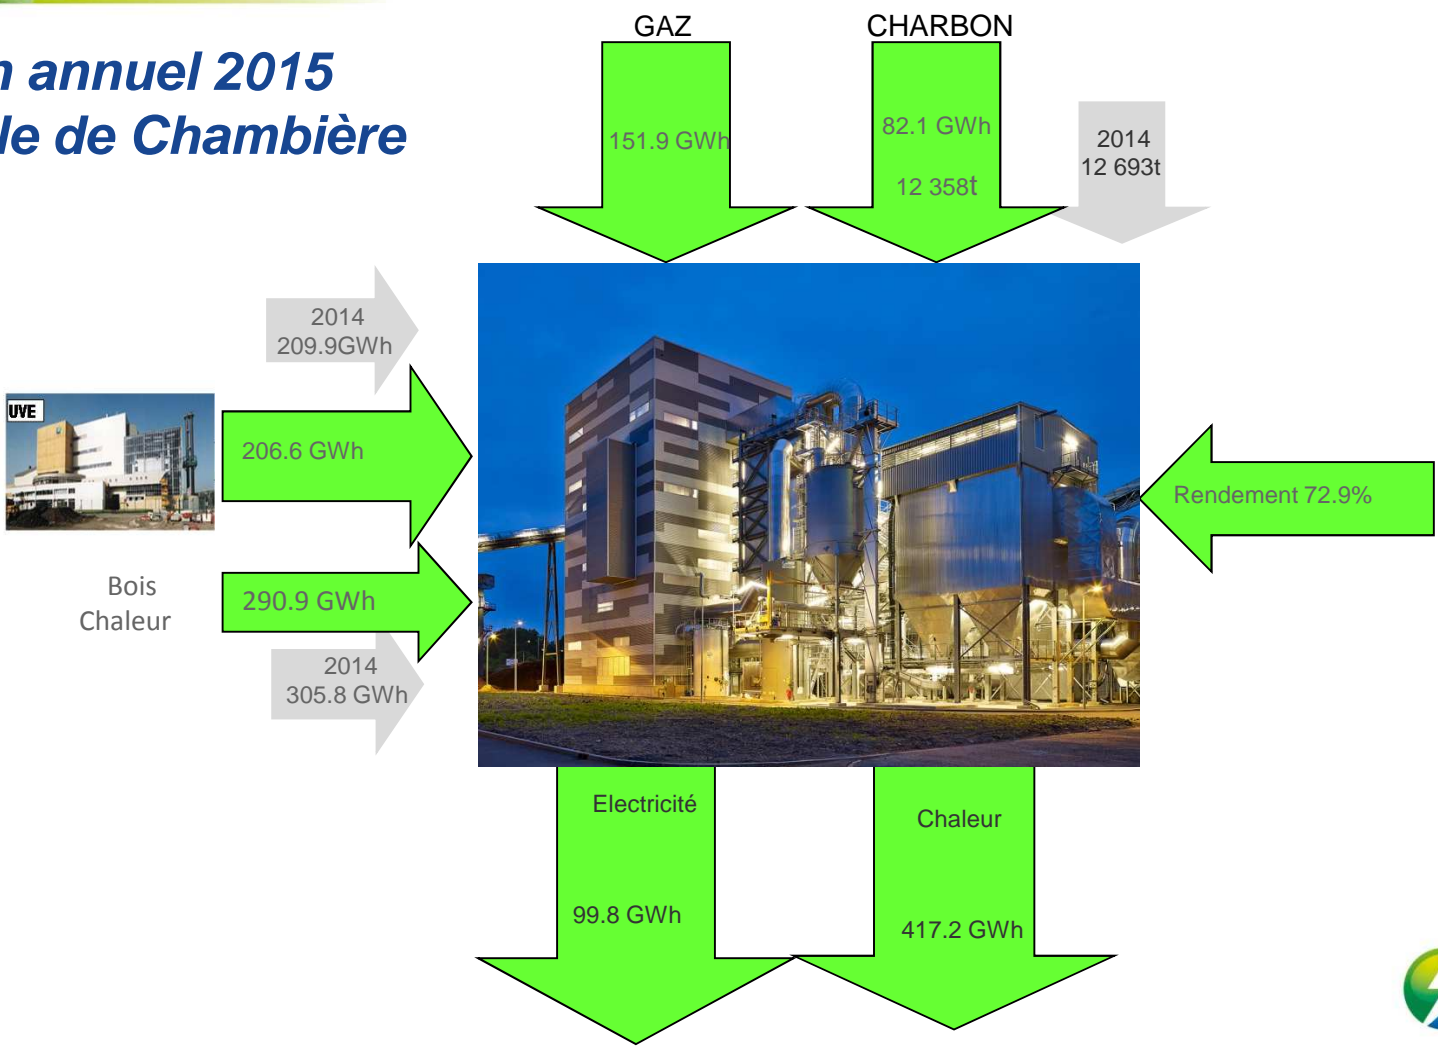 n annuel 2015
le de Chambière
GAZ
CHARBON
151.9 GWh
82.1 GWh
12 358t
2014
12 693t
2014
209.9GWh
UVE
206.6 GWh
Rendement 72.9%
Bois
Chaleur
290.9 GWh
2014
305.8 GWh
Electricité
Chaleur
99.8 GWh
417.2 GWh